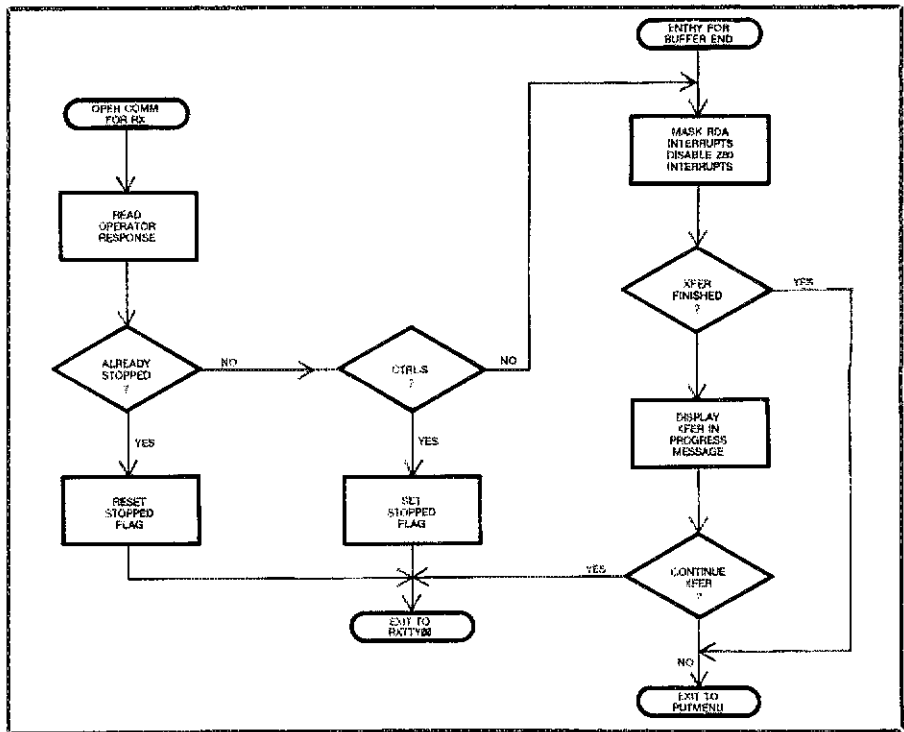 ENTRY FOR
BUFFER END
OPEN COMM
FOR RX
MASK RDA
INTERRUPTS
DISABLE Z80
INTERRUPTS
READ
OPERATOR
RESPONSE
XFER
FINISHED
?
YES
ALREADY
STOPPED
?
NO
CTRL-S
?
NO
YES
YES
DISPLAY
XFER IN
PROGRESS
MESSAGE
RESET
STOPPED
FLAG
SET
STOPPED
FLAG
CONTINUE
XFER
?
YES
EXIT TO
RXTTY00
NO
EXIT TO
PUTMENU